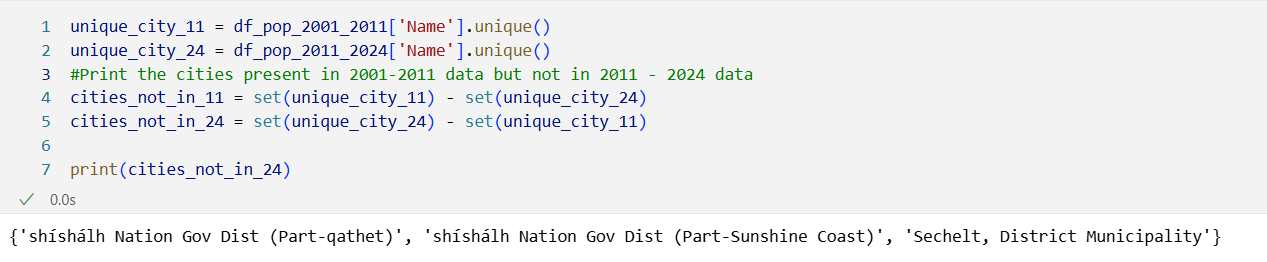 1 unique_city_11 = df_pop_2001_2011['Name'].unique()
2 unique_city_24 = df_pop_2011_2024['Name'].unique()
3 #Print the cities present in 2001-2011 data but not in 2011 - 2024 data
4 cities_not_in_11 = set(unique_city_11) - set(unique_city_24)
5 cities_not_in_24 = set(unique_city_24) - set(unique_city_11)
6
7 print(cities_not_in_24)
✓ 0.0s
{'shíshálh Nation Gov Dist (Part-qathet)', 'shíshálh Nation Gov Dist (Part-Sunshine Coast)', 'Sechelt, District Municipality'}